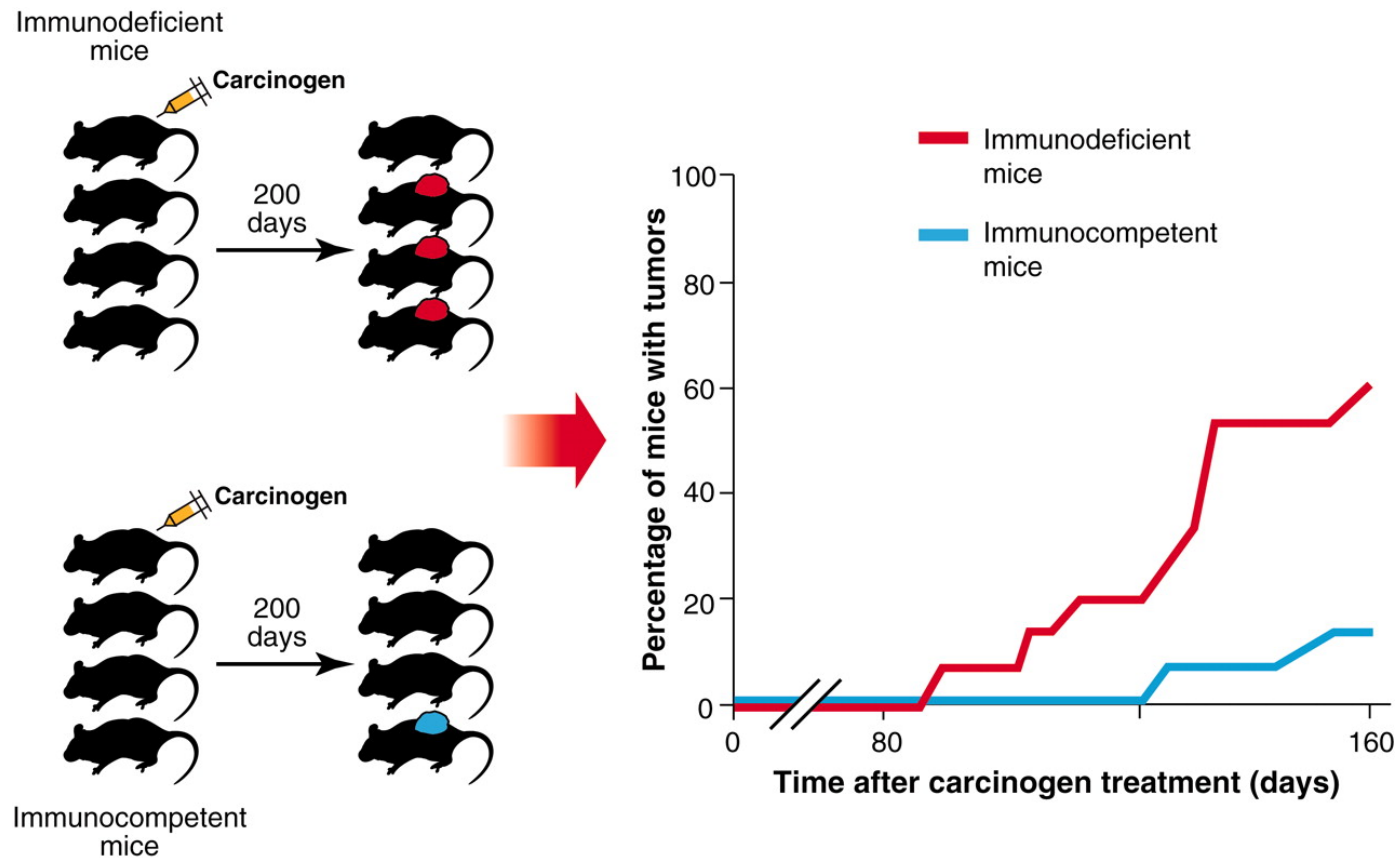 Immunodeficient
mice
Carcinogen
200
days
Carcinogen
200
days
Immunocompetent
mice
Immunodeficient
mice
Immunocompetent
mice
Percentage of mice with tumors
100
80
60
40
20
0
0
80
160
Time after carcinogen treatment (days)